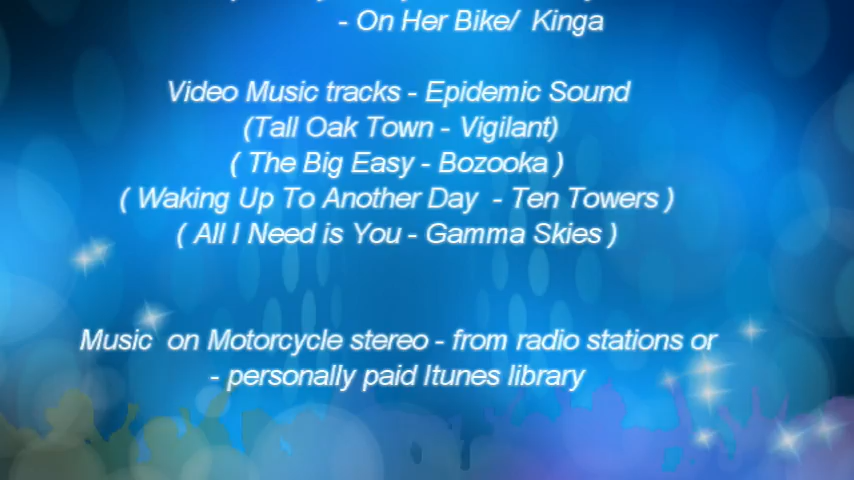 - On Her Bike/ Kinga
Video Music tracks - Epidemic Sound
(Tall Oak Town - Vigilant)
( The Big Easy - Bozooka )
( Waking Up To Another Day - Ten Towers )
( All I Need is You - Gamma Skies )
Music on Motorcycle stereo - from radio stations or
- personally paid Itunes library